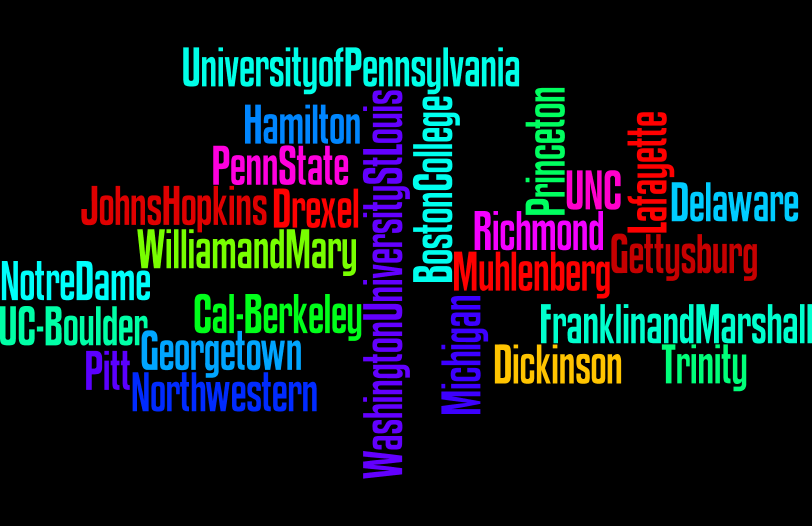 UniversityofPennsylvania
Hamilton
PennState
JohnsHopkins
Drexel
WilliamandMary
NotreDame
UC-Boulder
Cal-Berkeley
Pitt
Georgetown
Northwestern
WashingtonUniversityStLouis
BostonCollege
Princeton
UNC
Lafayette
Delaware
Richmond
Gettysburg
Muhlenberg
Michigan
FranklinandMarshall
Dickinson
Trinity